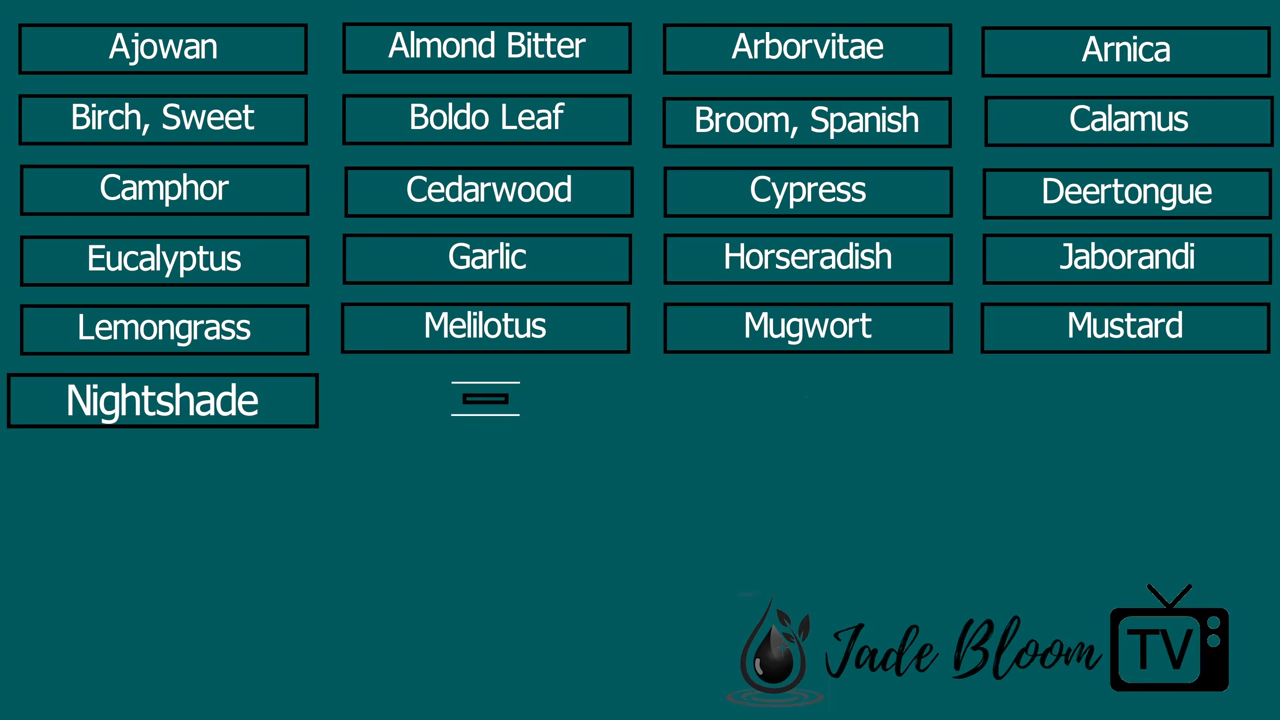 Ajowan
Almond Bitter
Arborvitae
Arnica
Birch, Sweet
Boldo Leaf
Broom, Spanish
Calamus
Camphor
Cedarwood
Cypress
Deertongue
Eucalyptus
Garlic
Horseradish
Jaborandi
Lemongrass
Melilotus
Mugwort
Mustard
Nightshade
Jade Bloom TV